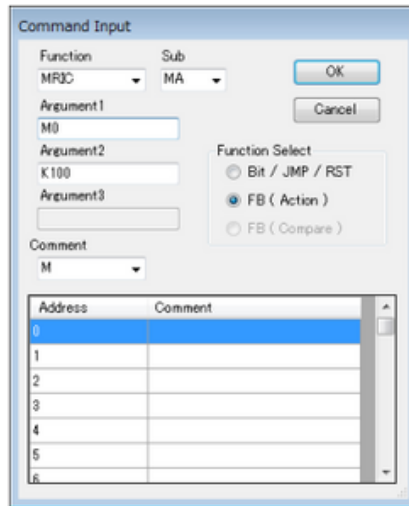 Command Input
Function Sub
MRIC MA
OK
Argument1
M0
Cancel
Argument2
K100
Function Select
Bit / JMP / RST
Argument3
FB ( Action )
FB ( Compare )
Comment
M
Address Comment
0
1
2
3
4
5
6